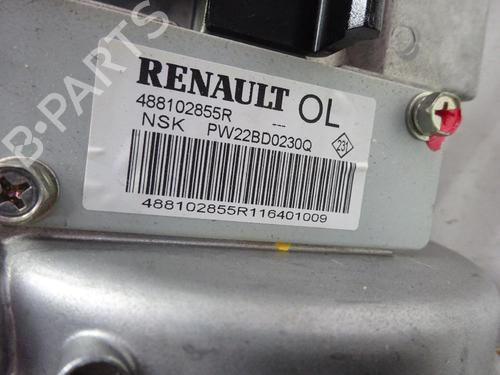 B-PARTS
RENAULT OL
488102855R
NSK PW22BD0230Q 231
488102855R116401009